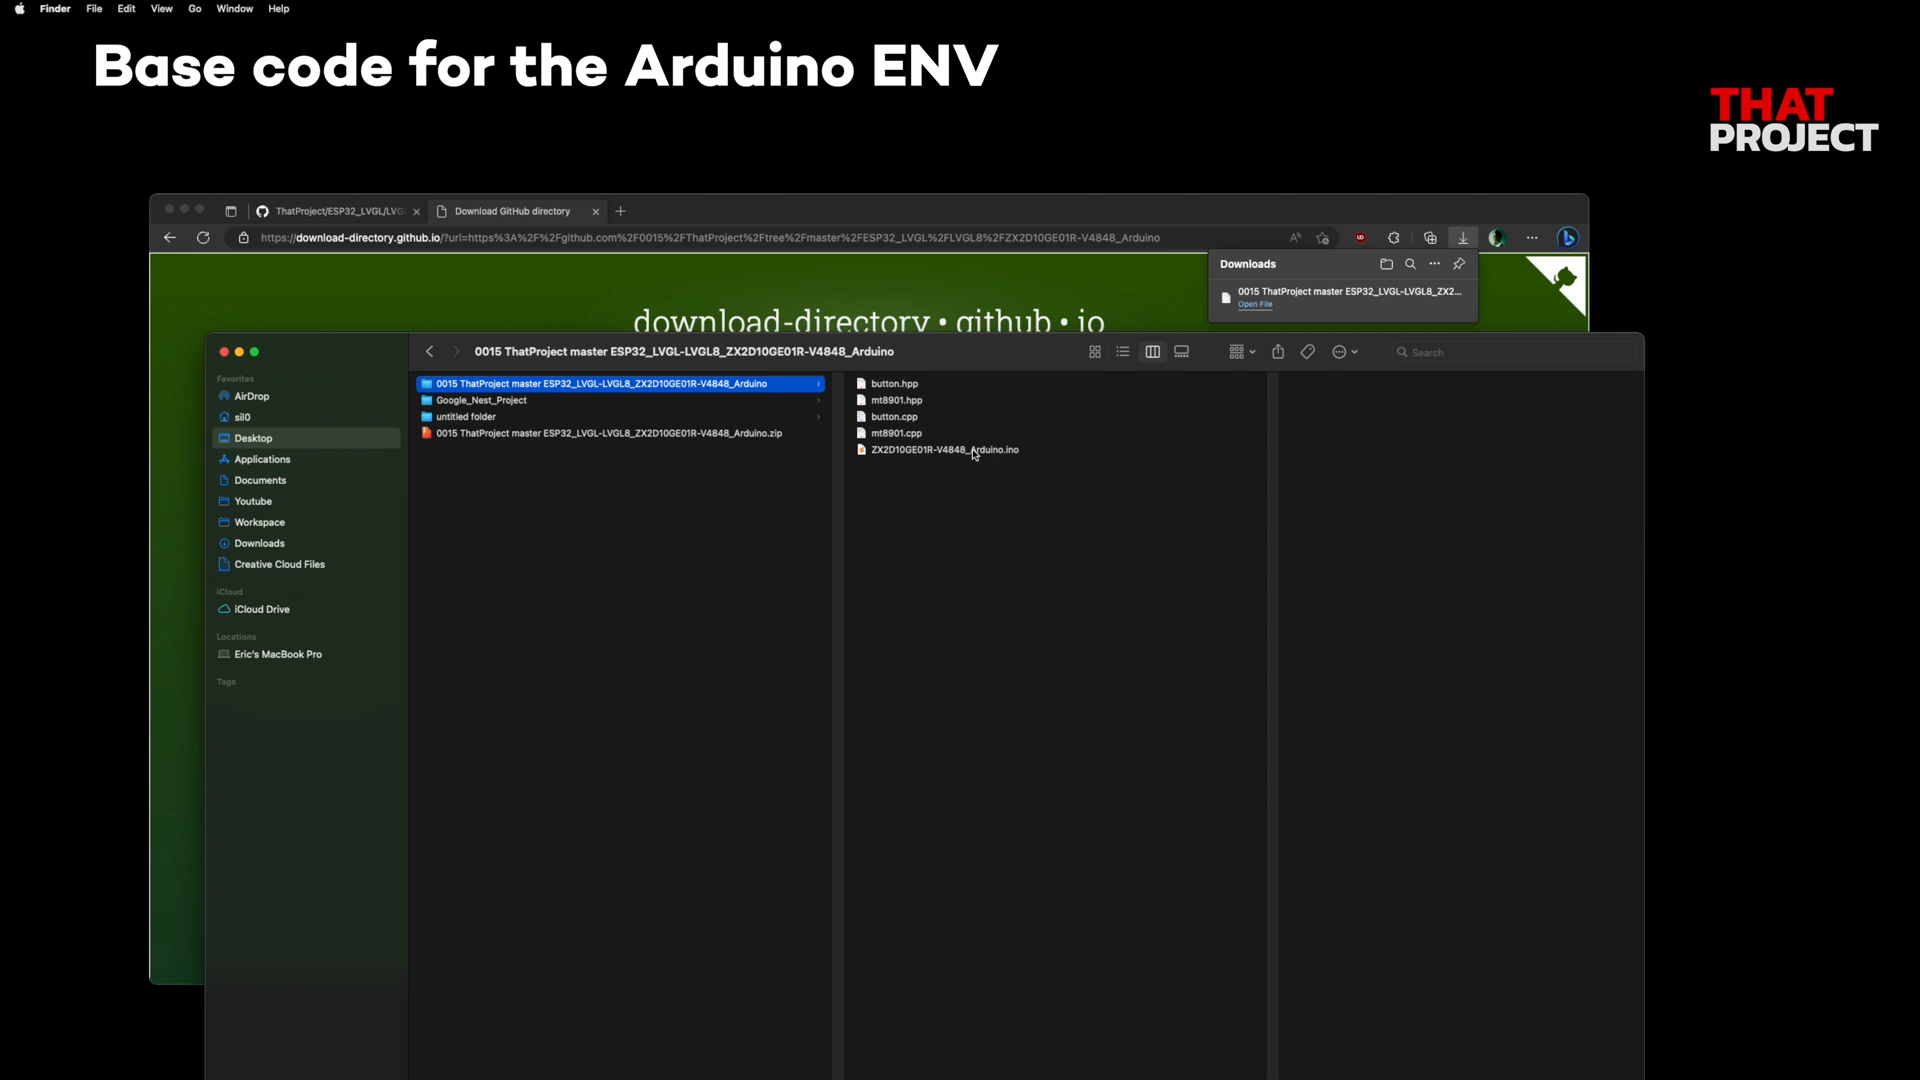 Finder File Edit View Go Window Help
Base code for the Arduino ENV
THAT
PROJECT
ThatProject/ESP32_LVGL/LVG
Download GitHub directory
https://download-directory.github.io/?url=https%3A%2F%2Fgithub.com%2F0015%2FThatProject%2Ftree%2Fmaster%2FESP32_LVGL%2FLVGL8%2FZX2D10GE01R-V4848_Arduino
Downloads
0015 ThatProject master ESP32_LVGL-LVGL8_ZX2...
Open File
download-directory • github • io
0015 ThatProject master ESP32_LVGL-LVGL8_ZX2D10GE01R-V4848_Arduino
Search
Favorites
AirDrop
sil0
Desktop
Applications
Documents
Youtube
Workspace
Downloads
Creative Cloud Files
iCloud
iCloud Drive
Locations
Eric's MacBook Pro
Tags
0015 ThatProject master ESP32_LVGL-LVGL8_ZX2D10GE01R-V4848_Arduino
Google_Nest_Project
untitled folder
0015 ThatProject master ESP32_LVGL-LVGL8_ZX2D10GE01R-V4848_Arduino.zip
button.hpp
mt8901.hpp
button.cpp
mt8901.cpp
ZX2D10GE01R-V4848_Arduino.ino